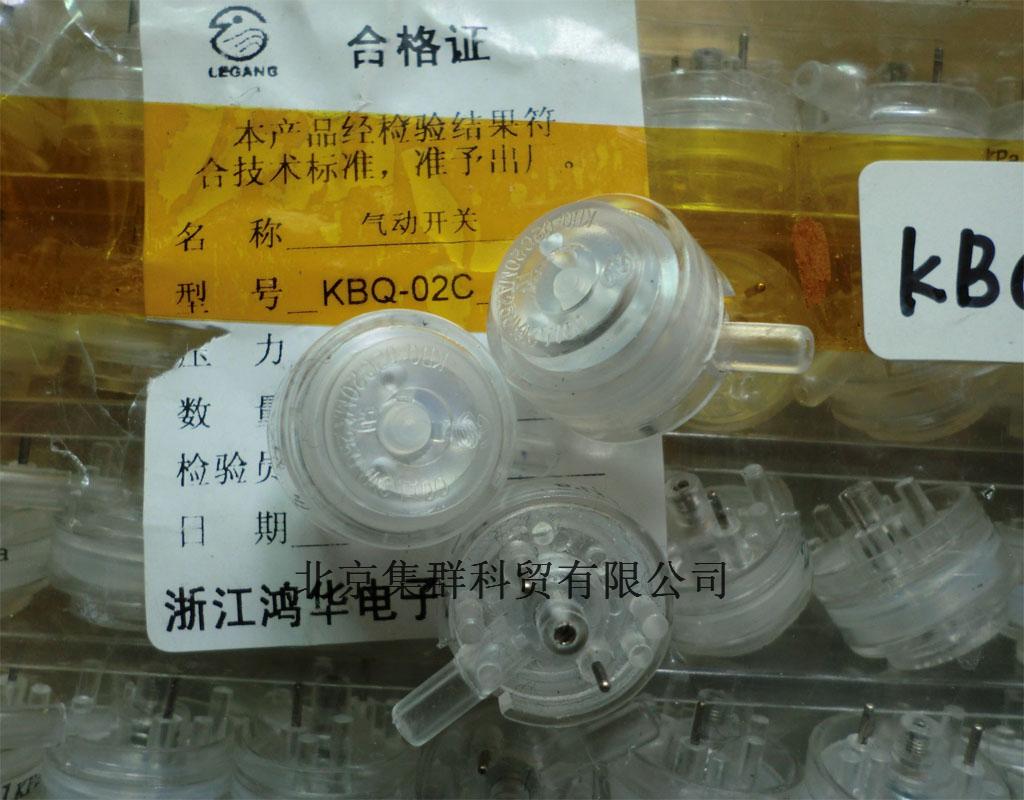 LEGANG
合格证
本产品经检验结果符
合技术标准，准予出厂。
名 称 气动开关
型 号 KBQ-02C
压 力
数 量
检验员
日 期
浙江鸿华电子
北京集群科贸有限公司
KB
kPa